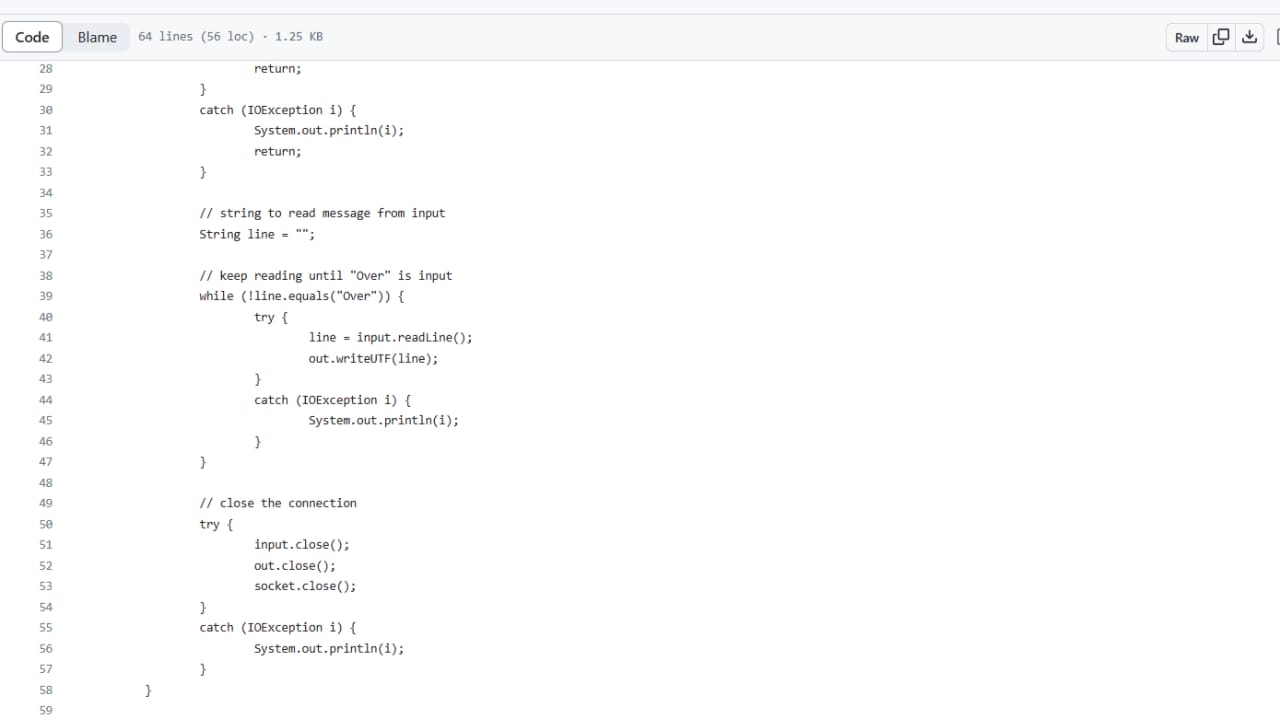 Code Blame 64 lines (56 loc) · 1.25 KB Raw
28 return;
29 }
30 catch (IOException i) {
31 System.out.println(i);
32 return;
33 }
34
35 // string to read message from input
36 String line = "";
37
38 // keep reading until "Over" is input
39 while (!line.equals("Over")) {
40 try {
41 line = input.readLine();
42 out.writeUTF(line);
43 }
44 catch (IOException i) {
45 System.out.println(i);
46 }
47 }
48
49 // close the connection
50 try {
51 input.close();
52 out.close();
53 socket.close();
54 }
55 catch (IOException i) {
56 System.out.println(i);
57 }
58 }
59